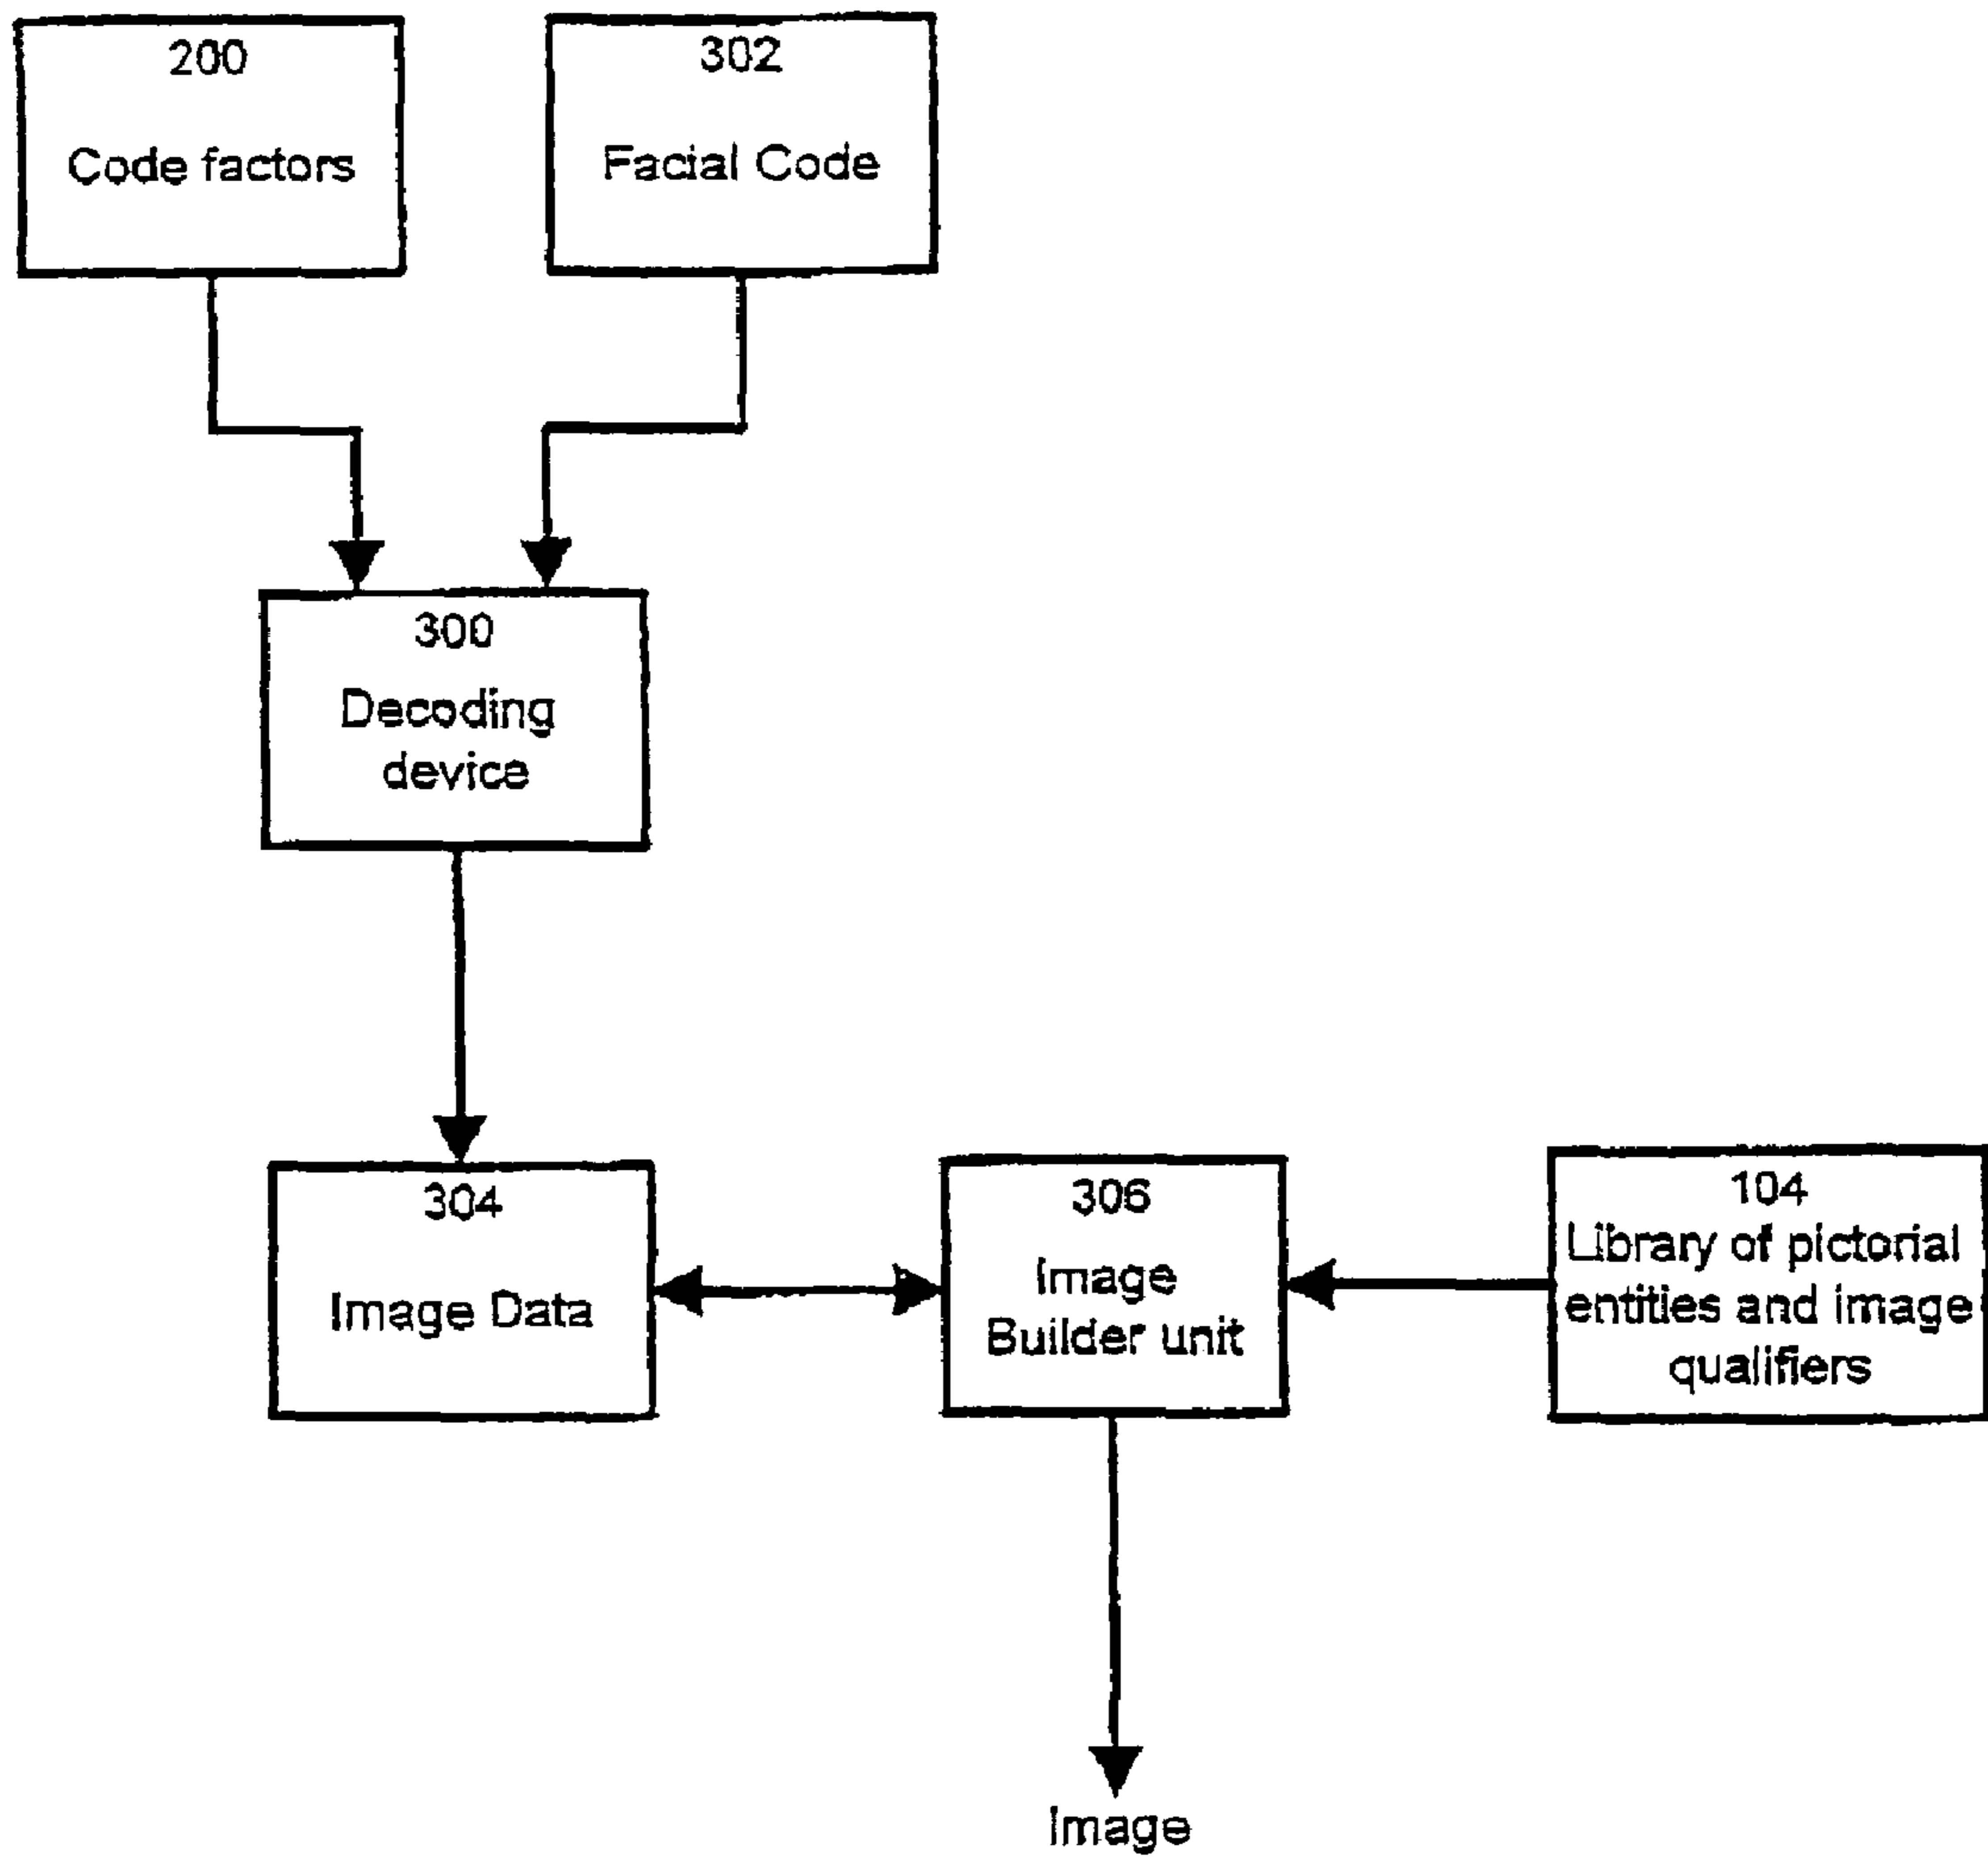 200
Code factors
302
Facial Code
300
Decoding
device
304
Image Data
306
Image
Builder unit
104
Library of pictorial
entities and image
qualifiers
Image